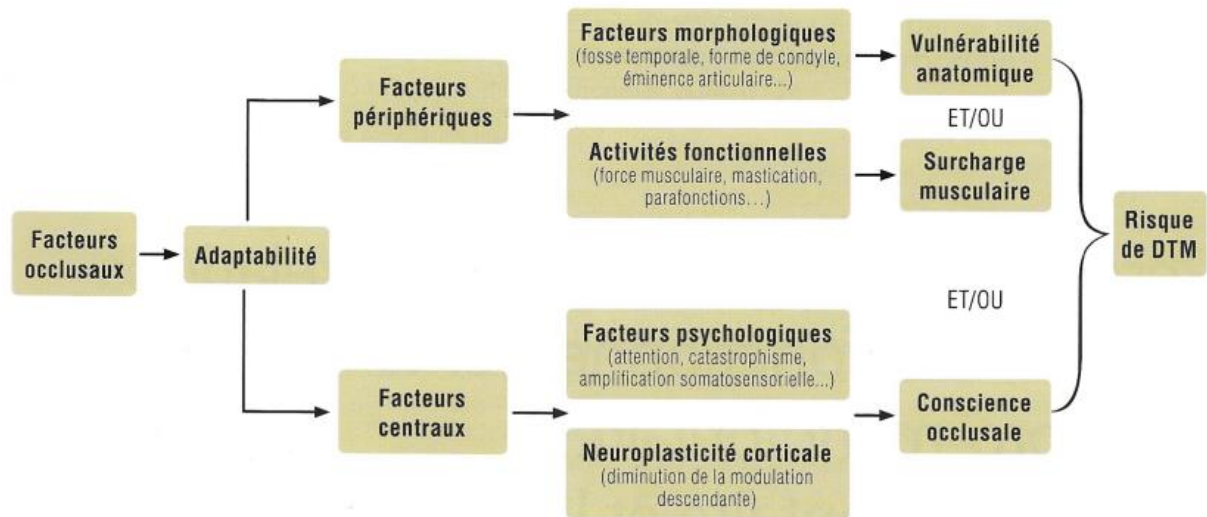 Facteurs
occlusaux
Adaptabilité
Facteurs
périphériques
Facteurs morphologiques
(fosse temporale, forme de condyle,
éminence articulaire...)
Vulnérabilité
anatomique
ET/OU
Activités fonctionnelles
(force musculaire, mastication,
parafonctions...)
Surcharge
musculaire
ET/OU
Facteurs
centraux
Facteurs psychologiques
(attention, catastrophisme,
amplification somatosensorielle...)
Neuroplasticité corticale
(diminution de la modulation
descendante)
Conscience
occlusale
Risque
de DTM